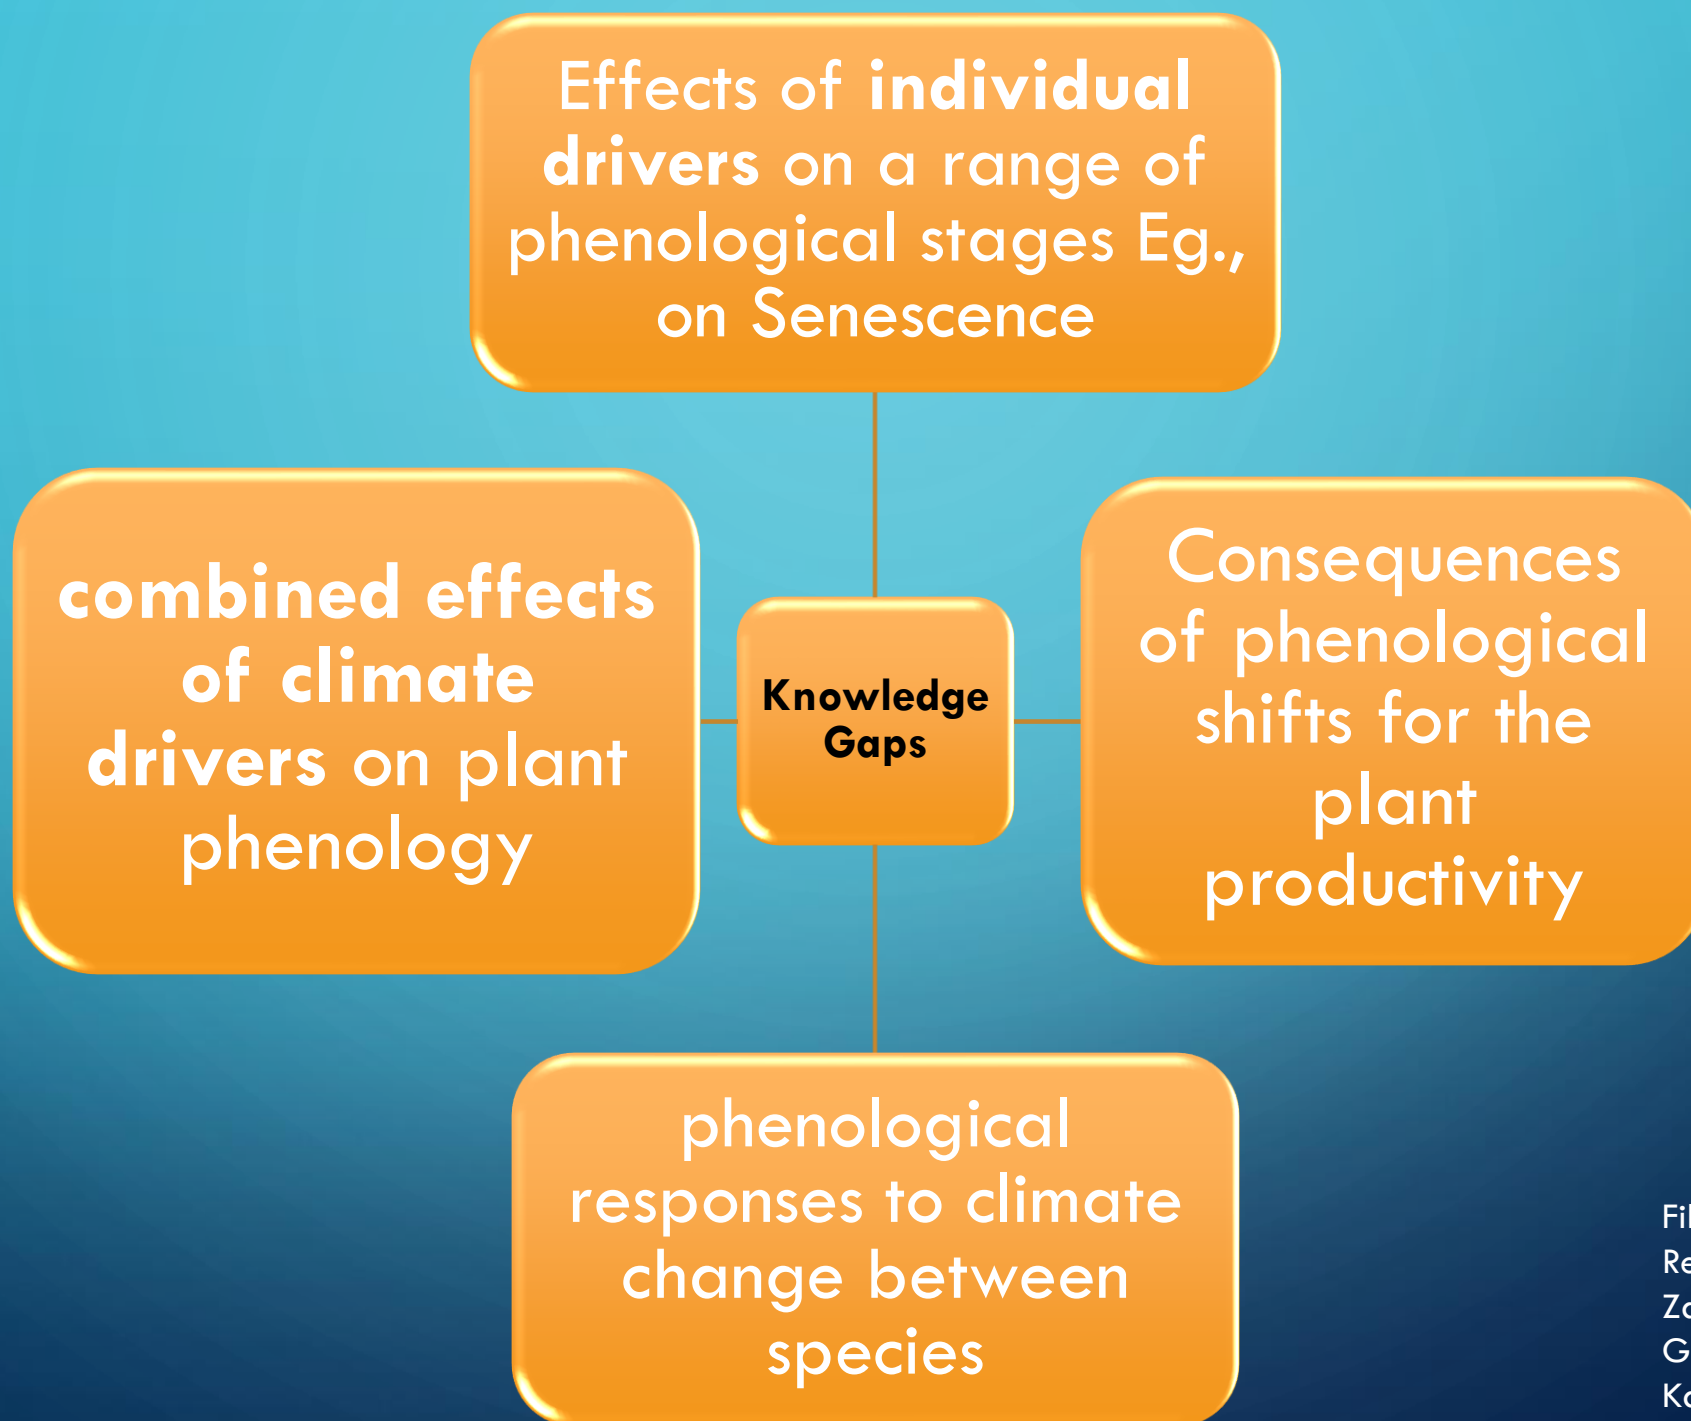 Effects of individual
drivers on a range of
phenological stages Eg.,
on Senescence
combined effects
of climate
drivers on plant
phenology
Knowledge
Gaps
Consequences
of phenological
shifts for the
plant
productivity
phenological
responses to climate
change between
species